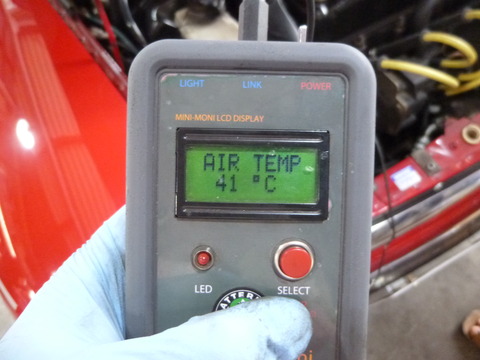 LIGHT LINK POWER
MINI-MONI LCD DISPLAY
AIR TEMP
41 °C
LED SELECT